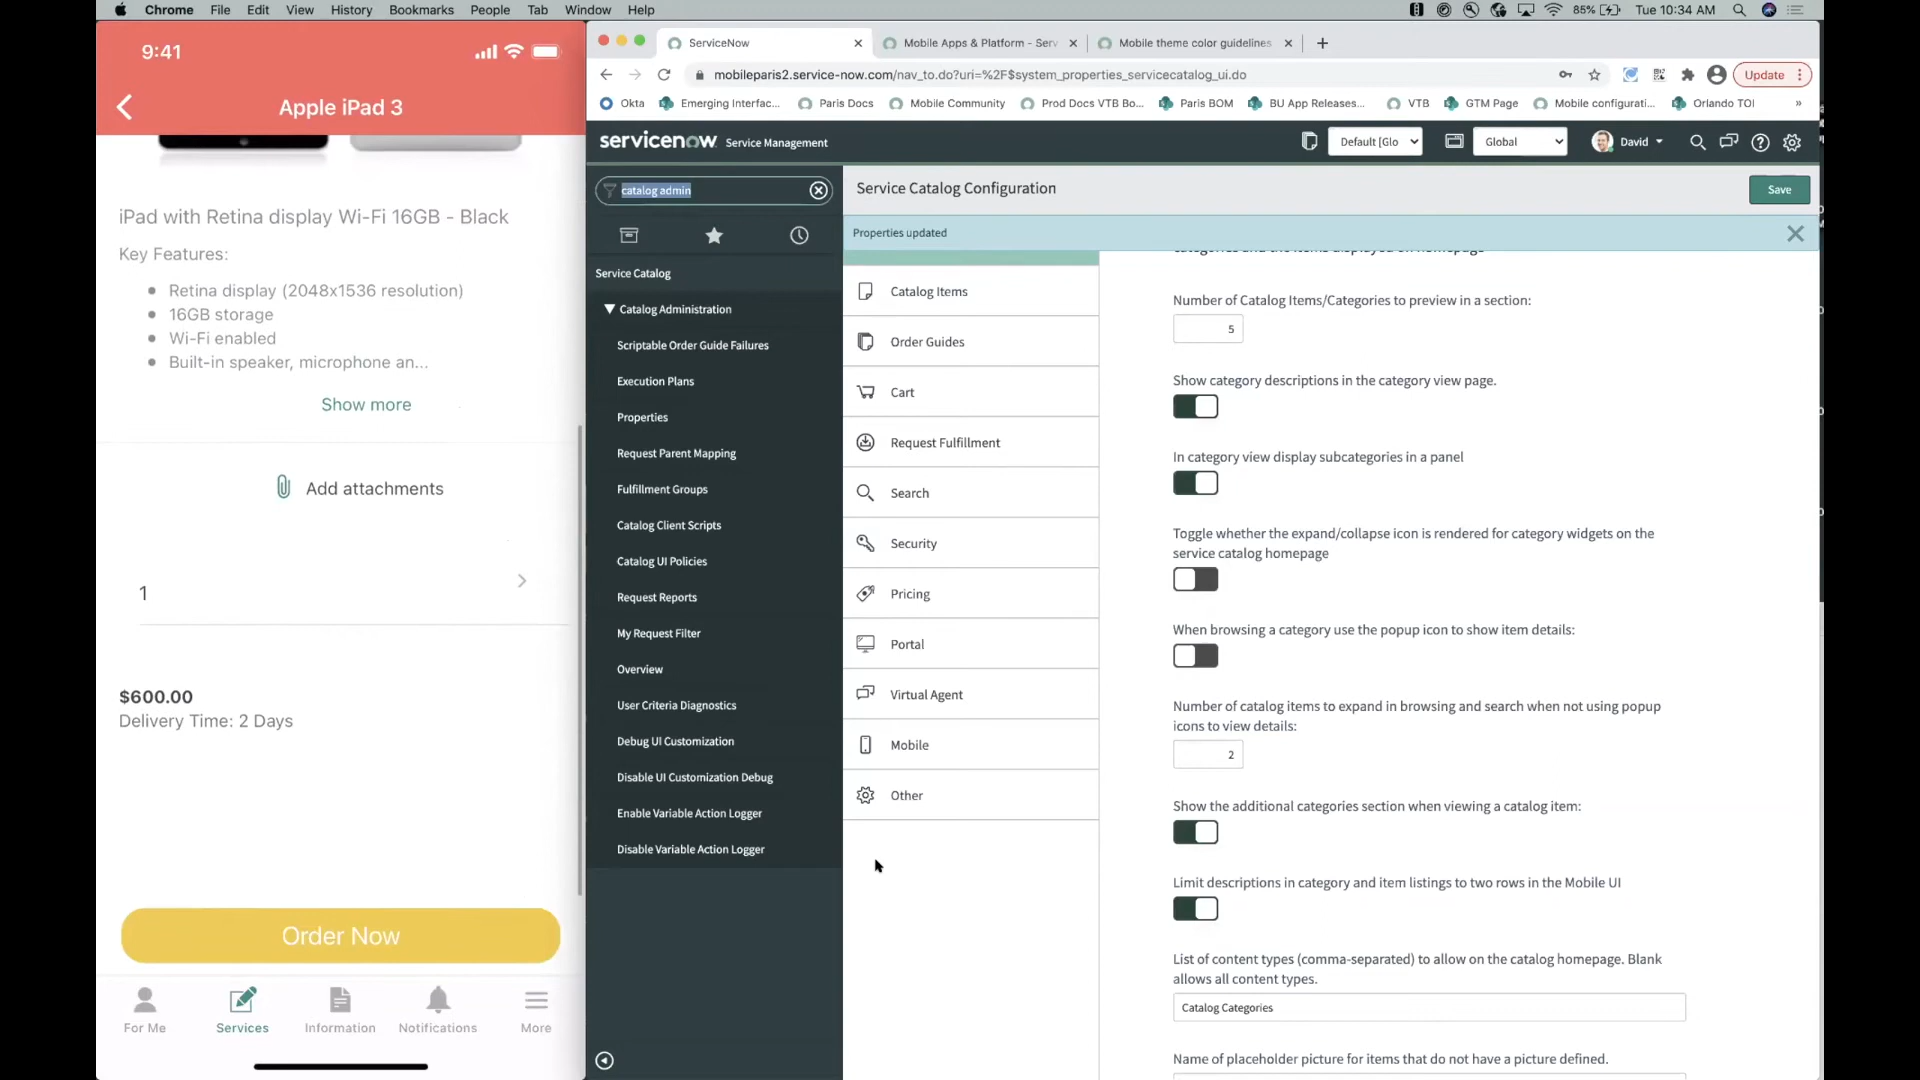 Chrome File Edit View History Bookmarks People Tab Window Help
85% Tue 10:34 AM
9:41
Apple iPad 3
iPad with Retina display Wi-Fi 16GB - Black
Key Features:
Retina display (2048x1536 resolution)
16GB storage
Wi-Fi enabled
Built-in speaker, microphone an...
Show more
Add attachments
1
$600.00
Delivery Time: 2 Days
Order Now
For Me Services Information Notifications More
ServiceNow Mobile Apps & Platform - Serv Mobile theme color guidelines
mobileparis2.service-now.com/nav_to.do?uri=%2F$system_properties_servicecatalog_ui.do Update
Okta Emerging Interfac... Paris Docs Mobile Community Prod Docs VTB Bo... Paris BOM BU App Releases... VTB GTM Page Mobile configurati... Orlando TOI »
servicenow Service Management Default [Glo Global David
catalog admin
Service Catalog
Catalog Administration
Scriptable Order Guide Failures
Execution Plans
Properties
Request Parent Mapping
Fulfillment Groups
Catalog Client Scripts
Catalog UI Policies
Request Reports
My Request Filter
Overview
User Criteria Diagnostics
Debug UI Customization
Disable UI Customization Debug
Enable Variable Action Logger
Disable Variable Action Logger
Service Catalog Configuration Save
Properties updated
Catalog Items
Order Guides
Cart
Request Fulfillment
Search
Security
Pricing
Portal
Virtual Agent
Mobile
Other
categories and the items displayed on homepage
Number of Catalog Items/Categories to preview in a section:
5
Show category descriptions in the category view page.
In category view display subcategories in a panel
Toggle whether the expand/collapse icon is rendered for category widgets on the
service catalog homepage
When browsing a category use the popup icon to show item details:
Number of catalog items to expand in browsing and search when not using popup
icons to view details:
2
Show the additional categories section when viewing a catalog item:
Limit descriptions in category and item listings to two rows in the Mobile UI
List of content types (comma-separated) to allow on the catalog homepage. Blank
allows all content types.
Catalog Categories
Name of placeholder picture for items that do not have a picture defined.